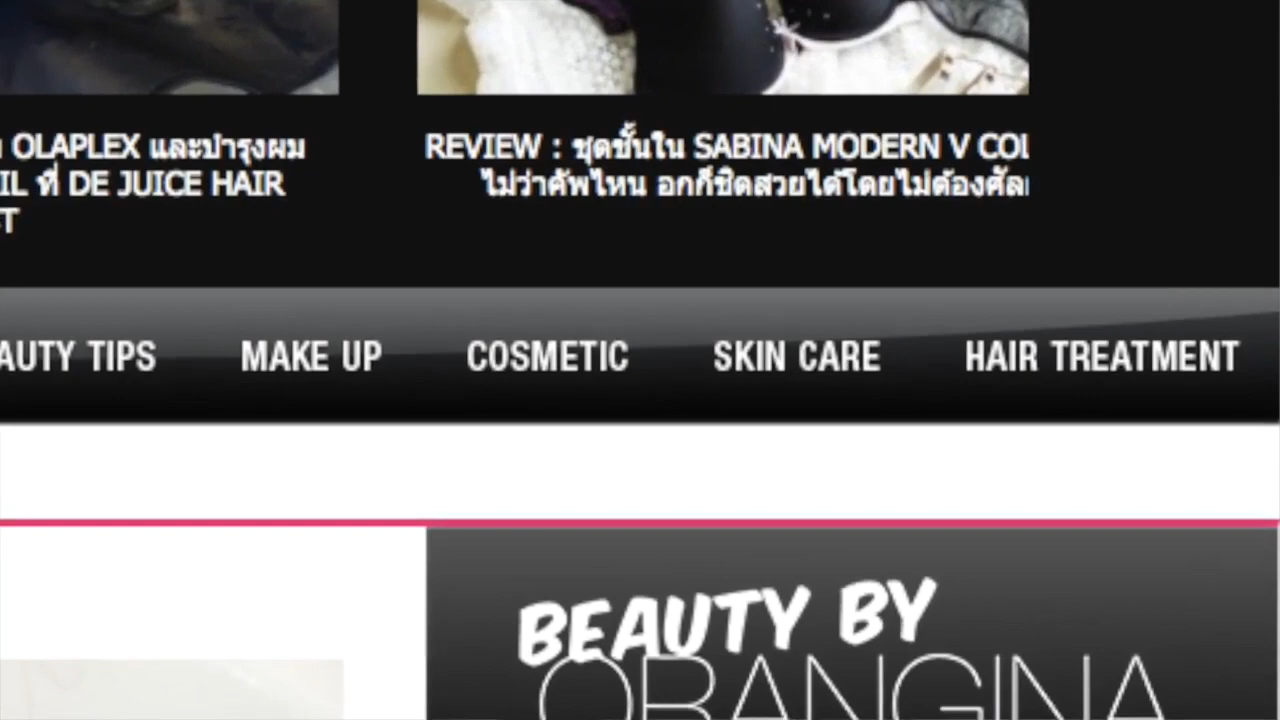 OLAPLEX และบำรุงผม
IL ที่ DE JUICE HAIR
T
REVIEW : ชุดชั้นใน SABINA MODERN V COL
ไม่ว่าคัพไหน อกก็ชิดสวยได้โดยไม่ต้องศัล
AUTY TIPS
MAKE UP
COSMETIC
SKIN CARE
HAIR TREATMENT
BEAUTY BY
ORANGINA